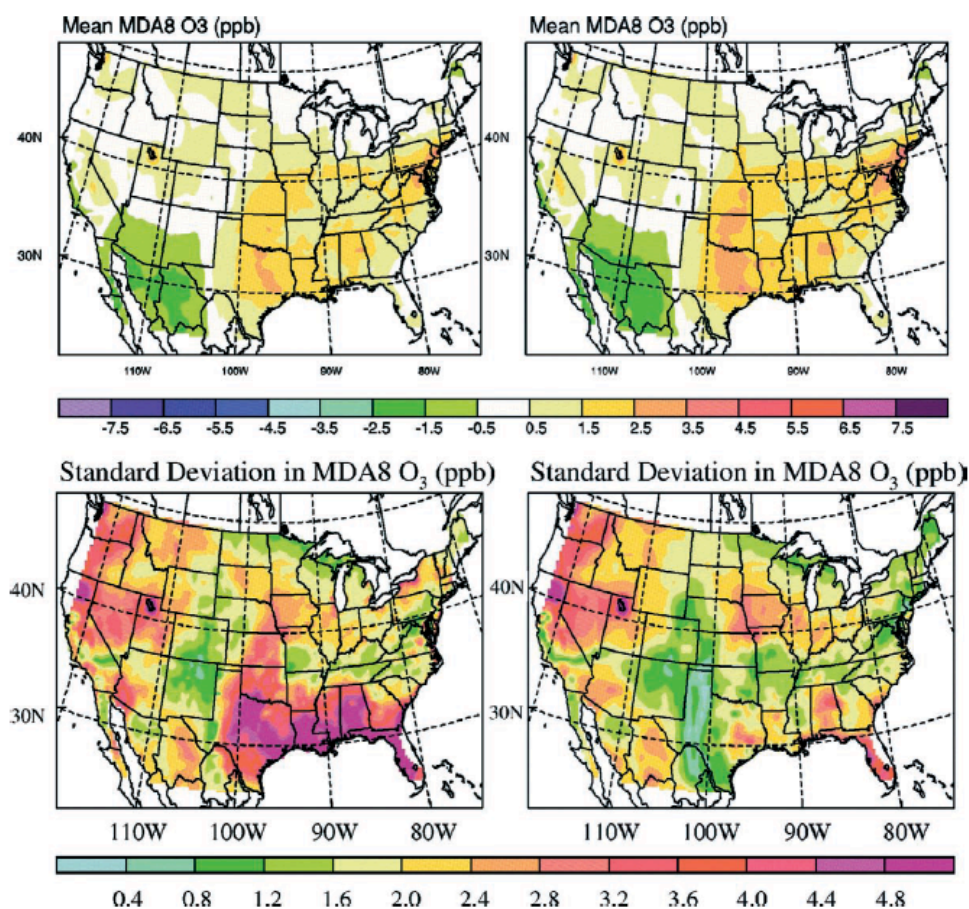 Mean MDA8 O3 (ppb) Mean MDA8 O3 (ppb)
40N 40N
30N 30N
110W 100W 90W 80W 110W 100W 90W 80W
-7.5 -6.5 -5.5 -4.5 -3.5 -2.5 -1.5 -0.5 0.5 1.5 2.5 3.5 4.5 5.5 6.5 7.5
Standard Deviation in MDA8 O3 (ppb) Standard Deviation in MDA8 O3 (ppb)
40N 40N
30N 30N
110W 100W 90W 80W 110W 100W 90W 80W
0.4 0.8 1.2 1.6 2.0 2.4 2.8 3.2 3.6 4.0 4.4 4.8